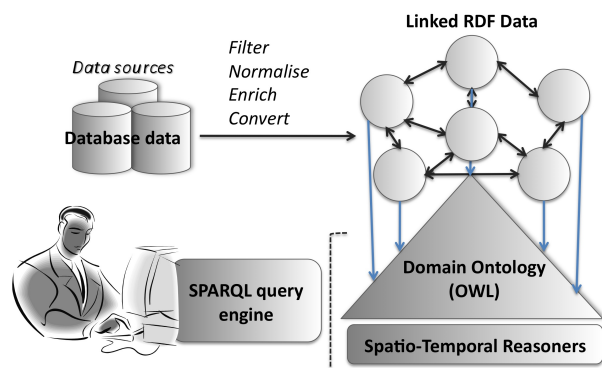 Linked RDF Data
Filter
Normalise
Enrich
Convert
Data sources
Database data
Domain Ontology
(OWL)
SPARQL query
engine
Spatio-Temporal Reasoners